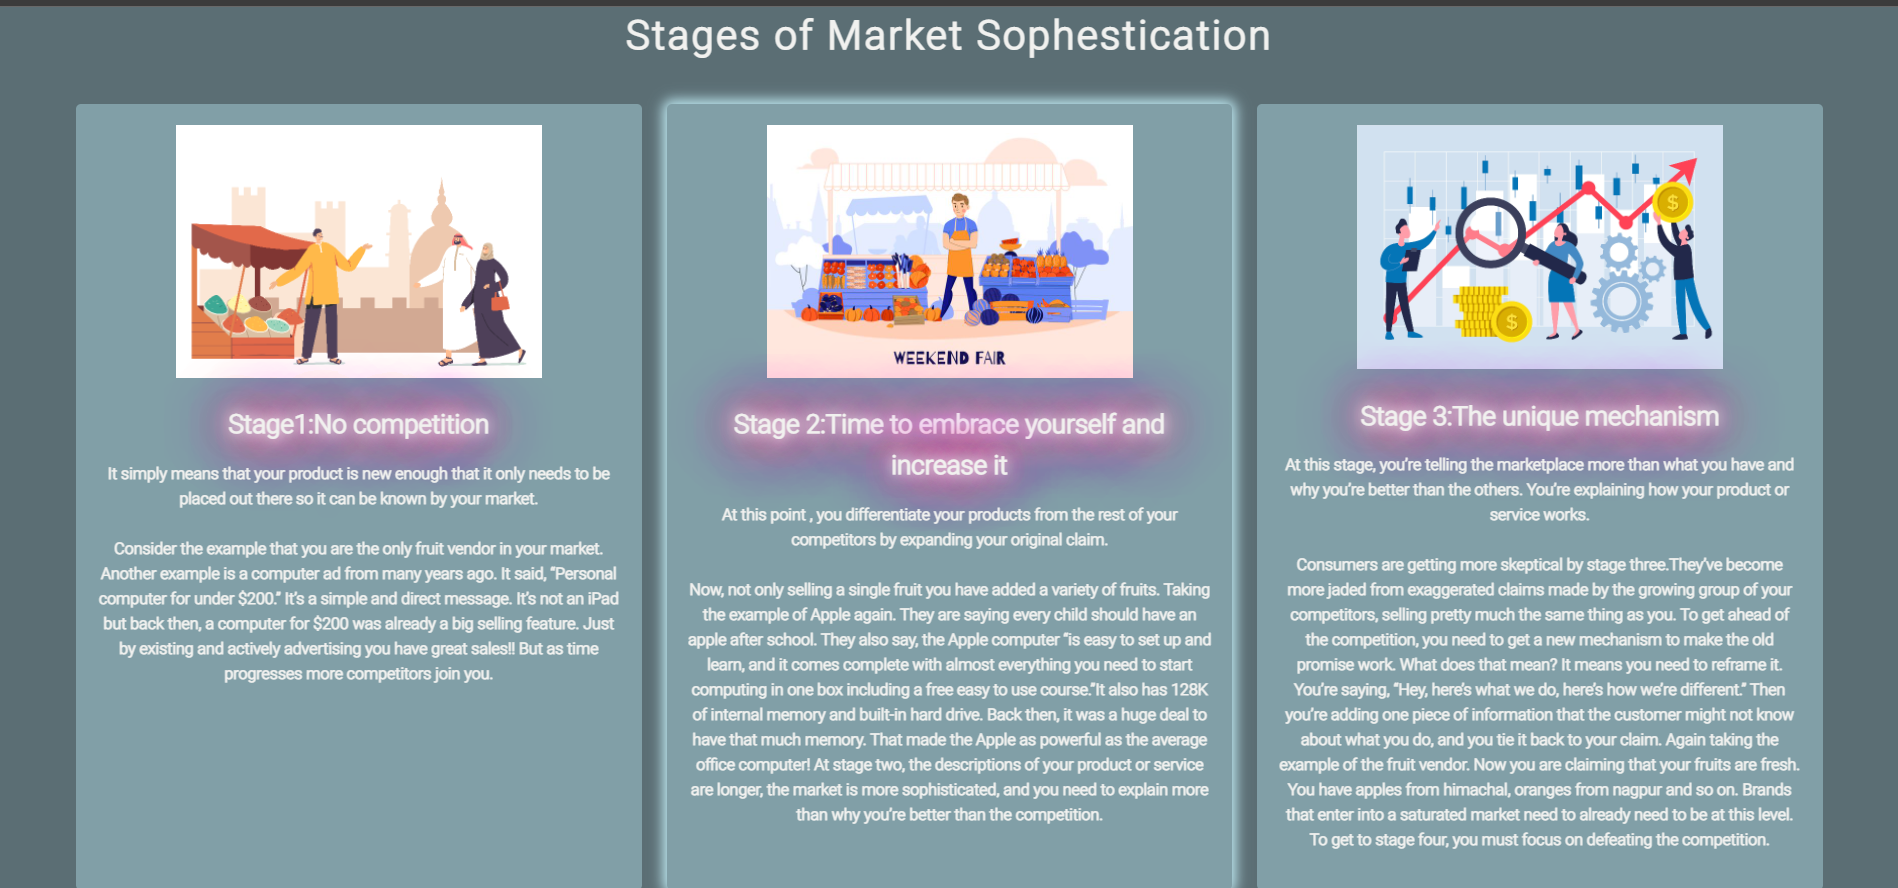 Stages of Market Sophestication
Stage1:No competition
It simply means that your product is new enough that it only needs to be
placed out there so it can be known by your market.
Consider the example that you are the only fruit vendor in your market.
Another example is a computer ad from many years ago. It said, “Personal
computer for under $200.” It’s a simple and direct message. It’s not an iPad
but back then, a computer for $200 was already a big selling feature. Just
by existing and actively advertising you have great sales!! But as time
progresses more competitors join you.
WEEKEND FAIR
Stage 2:Time to embrace yourself and
increase it
At this point , you differentiate your products from the rest of your
competitors by expanding your original claim.
Now, not only selling a single fruit you have added a variety of fruits. Taking
the example of Apple again. They are saying every child should have an
apple after school. They also say, the Apple computer “is easy to set up and
learn, and it comes complete with almost everything you need to start
computing in one box including a free easy to use course.”It also has 128K
of internal memory and built-in hard drive. Back then, it was a huge deal to
have that much memory. That made the Apple as powerful as the average
office computer! At stage two, the descriptions of your product or service
are longer, the market is more sophisticated, and you need to explain more
than why you’re better than the competition.
$
$
Stage 3:The unique mechanism
At this stage, you’re telling the marketplace more than what you have and
why you’re better than the others. You’re explaining how your product or
service works.
Consumers are getting more skeptical by stage three.They’ve become
more jaded from exaggerated claims made by the growing group of your
competitors, selling pretty much the same thing as you. To get ahead of
the competition, you need to get a new mechanism to make the old
promise work. What does that mean? It means you need to reframe it.
You’re saying, “Hey, here’s what we do, here’s how we’re different.” Then
you’re adding one piece of information that the customer might not know
about what you do, and you tie it back to your claim. Again taking the
example of the fruit vendor. Now you are claiming that your fruits are fresh.
You have apples from himachal, oranges from nagpur and so on. Brands
that enter into a saturated market need to already need to be at this level.
To get to stage four, you must focus on defeating the competition.